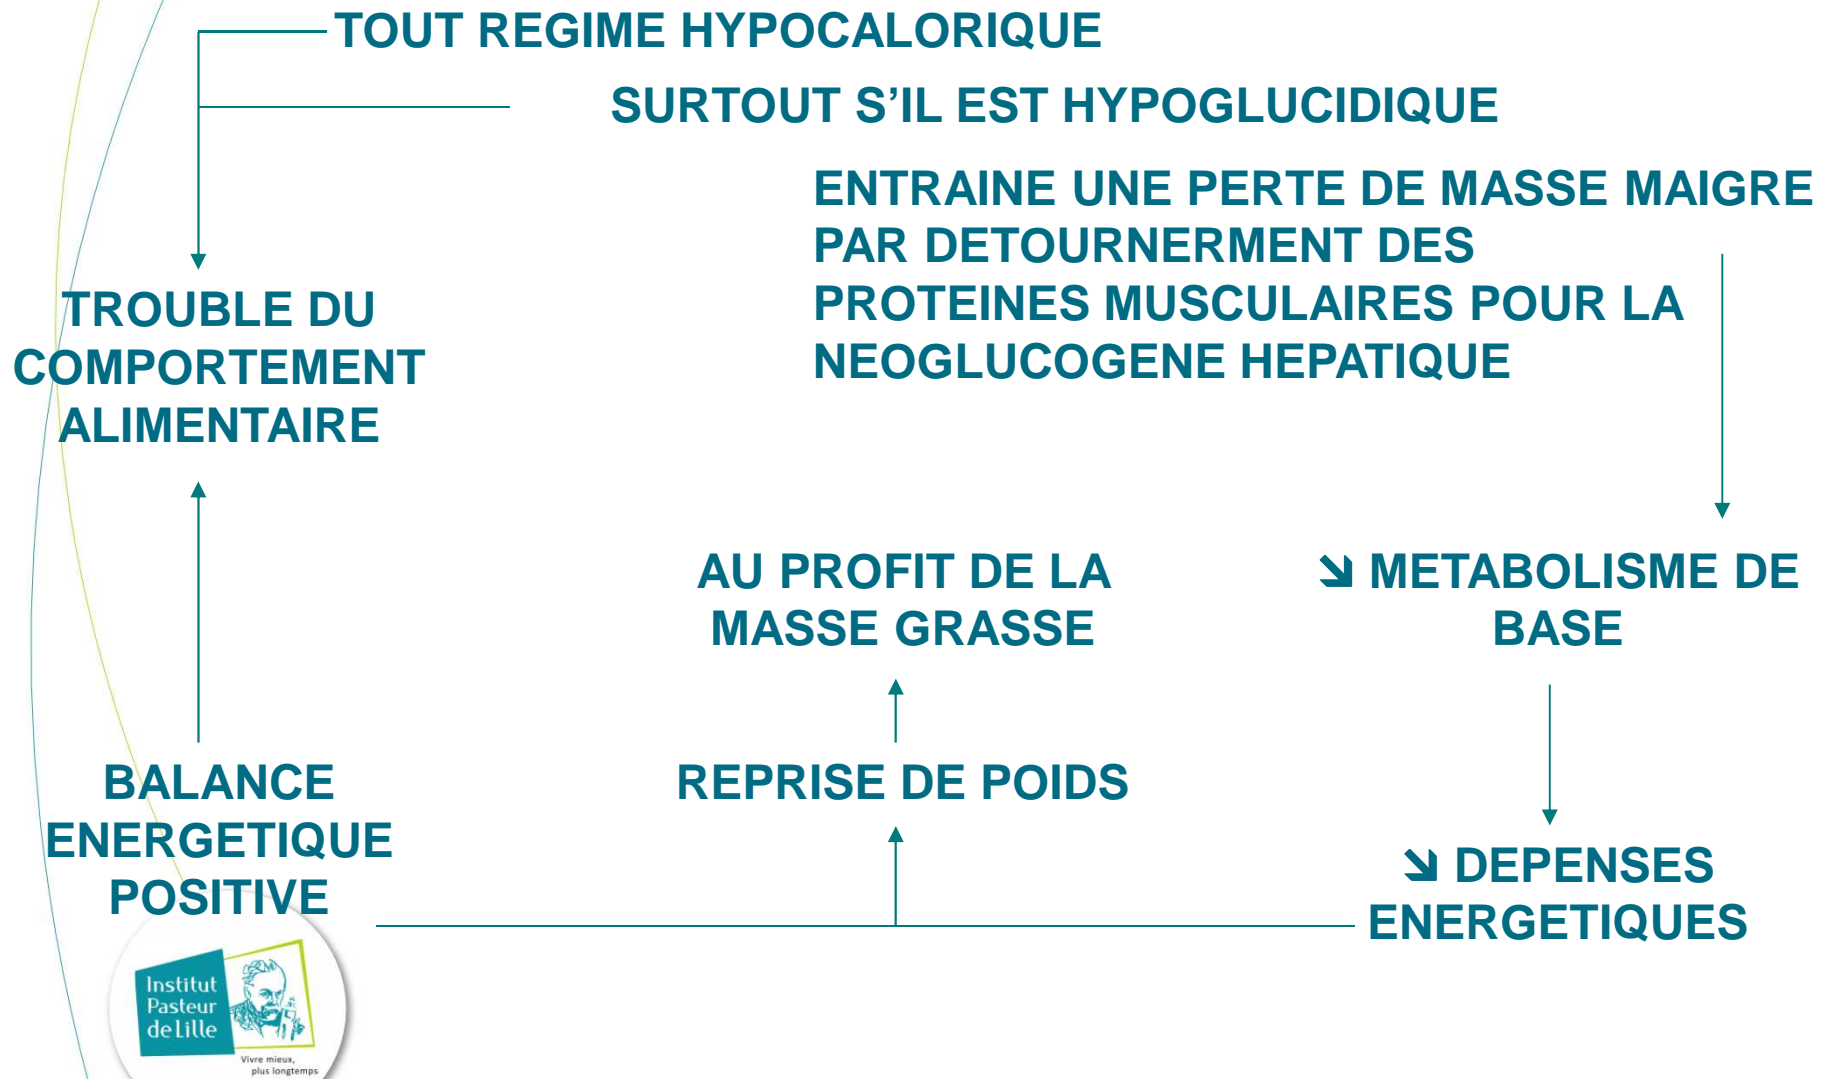 TOUT REGIME HYPOCALORIQUE
SURTOUT S’IL EST HYPOGLUCIDIQUE
ENTRAINE UNE PERTE DE MASSE MAIGRE
PAR DETOURNERMENT DES
PROTEINES MUSCULAIRES POUR LA
NEOGLUCOGENE HEPATIQUE
TROUBLE DU
COMPORTEMENT
ALIMENTAIRE
AU PROFIT DE LA
MASSE GRASSE
↘ METABOLISME DE
BASE
BALANCE
ENERGETIQUE
POSITIVE
REPRISE DE POIDS
↘ DEPENSES
ENERGETIQUES
Institut
Pasteur
de Lille
Vivre mieux,
plus longtemps